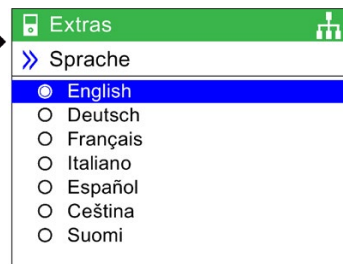 Extras
Sprache
English
Deutsch
Français
Italiano
Español
Ceština
Suomi